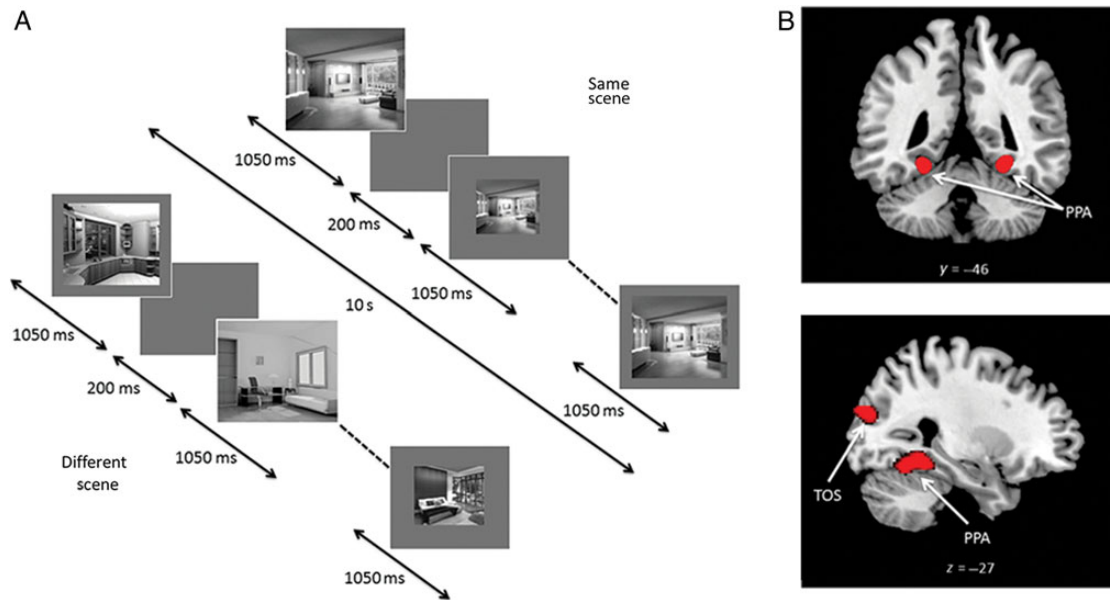 A
Same
scene
1050 ms
200 ms
1050 ms
10 s
1050 ms
1050 ms
200 ms
1050 ms
Different
scene
1050 ms
B
PPA
y = −46
TOS
PPA
z = −27